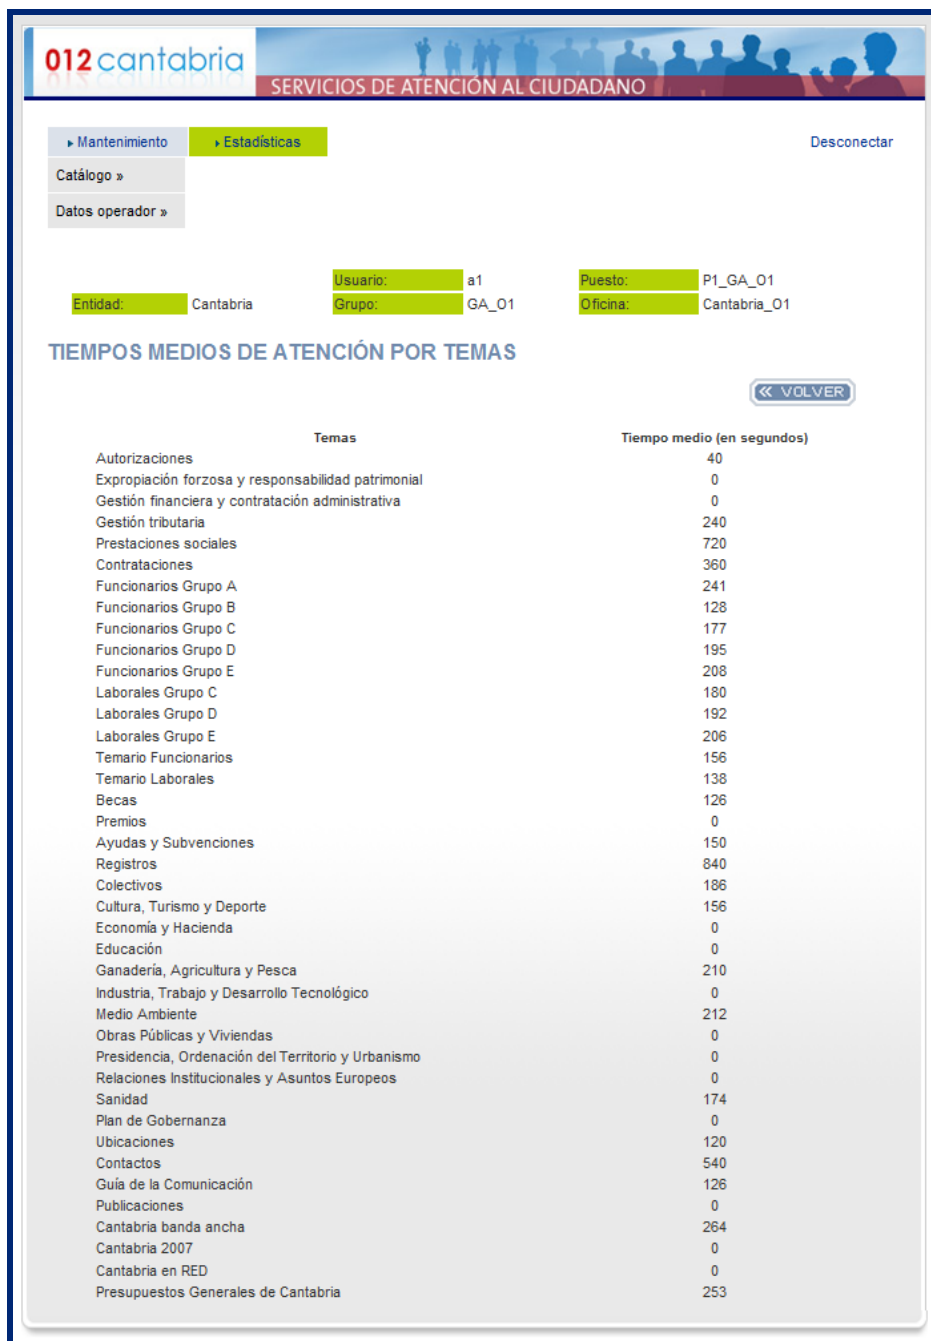 012 cantabria
SERVICIOS DE ATENCIÓN AL CIUDADANO
Mantenimiento Estadísticas Desconectar
Catálogo »
Datos operador »
Usuario: a1 Puesto: P1_GA_O1
Entidad: Cantabria Grupo: GA_O1 Oficina: Cantabria_O1
TIEMPOS MEDIOS DE ATENCIÓN POR TEMAS
« VOLVER
Temas Tiempo medio (en segundos)
Autorizaciones 40
Expropiación forzosa y responsabilidad patrimonial 0
Gestión financiera y contratación administrativa 0
Gestión tributaria 240
Prestaciones sociales 720
Contrataciones 360
Funcionarios Grupo A 241
Funcionarios Grupo B 128
Funcionarios Grupo C 177
Funcionarios Grupo D 195
Funcionarios Grupo E 208
Laborales Grupo C 180
Laborales Grupo D 192
Laborales Grupo E 206
Temario Funcionarios 156
Temario Laborales 138
Becas 126
Premios 0
Ayudas y Subvenciones 150
Registros 840
Colectivos 186
Cultura, Turismo y Deporte 156
Economía y Hacienda 0
Educación 0
Ganadería, Agricultura y Pesca 210
Industria, Trabajo y Desarrollo Tecnológico 0
Medio Ambiente 212
Obras Públicas y Viviendas 0
Presidencia, Ordenación del Territorio y Urbanismo 0
Relaciones Institucionales y Asuntos Europeos 0
Sanidad 174
Plan de Gobernanza 0
Ubicaciones 120
Contactos 540
Guía de la Comunicación 126
Publicaciones 0
Cantabria banda ancha 264
Cantabria 2007 0
Cantabria en RED 0
Presupuestos Generales de Cantabria 253